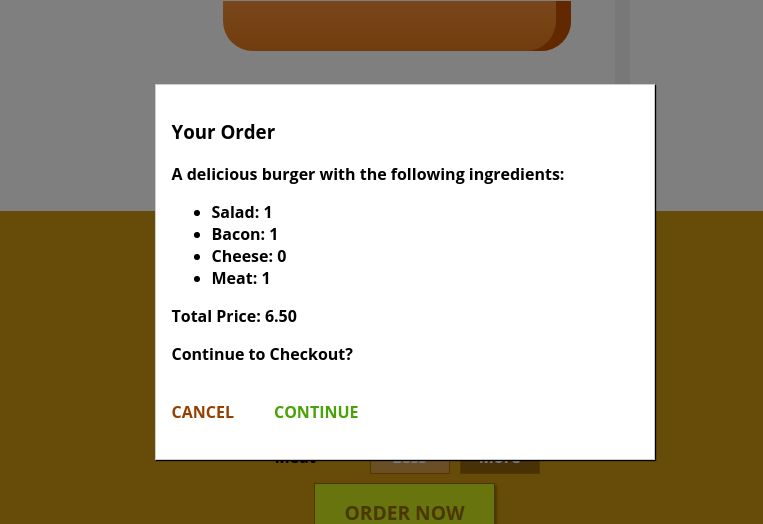 Your Order
A delicious burger with the following ingredients:
Salad: 1
Bacon: 1
Cheese: 0
Meat: 1
Total Price: 6.50
Continue to Checkout?
CANCEL CONTINUE
ORDER NOW